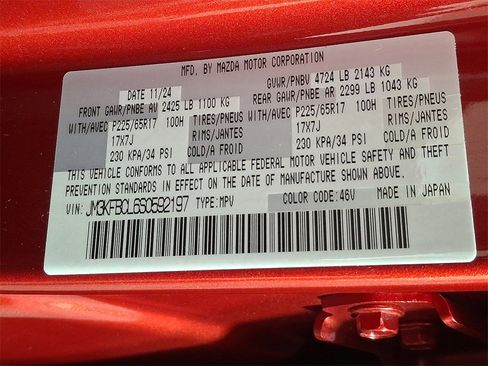 MFD. BY MAZDA MOTOR CORPORATION
DATE 11/24 GVWR/PNBV 4724 LB 2143 KG
FRONT GAWR/PNBE AV 2425 LB 1100 KG REAR GAWR/PNBE AR 2299 LB 1043 KG
WITH/AVEC P225/65R17 100H TIRES/PNEUS WITH/AVEC P225/65R17 100H TIRES/PNEUS
17X7J RIMS/JANTES 17X7J RIMS/JANTES
230 KPA/34 PSI COLD/A FROID 230 KPA/34 PSI COLD/A FROID
THIS VEHICLE CONFORMS TO ALL APPLICABLE FEDERAL MOTOR VEHICLE SAFETY AND THEFT
PREVENTION STANDARDS IN EFFECT ON THE DATE OF MANUFACTURE SHOWN ABOVE.
VIN: JM3KFBCL6S0592197 TYPE: MPV COLOR CODE: 46V MADE IN JAPAN